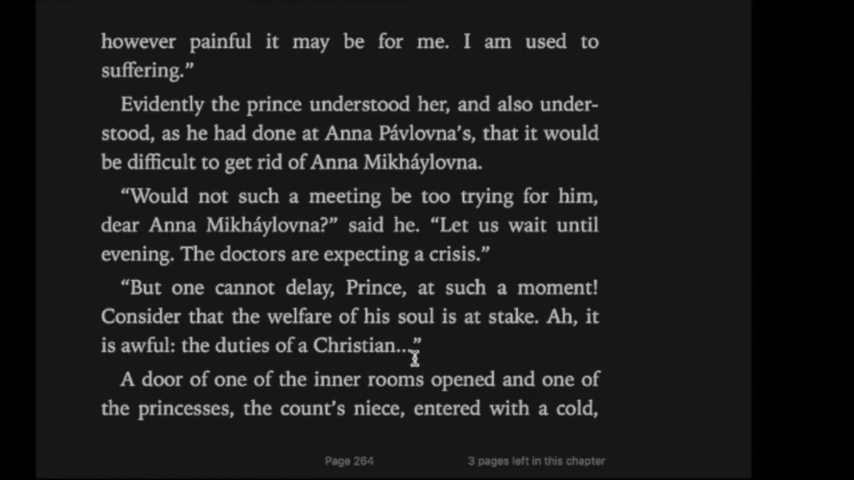 however painful it may be for me. I am used to
suffering.”
Evidently the prince understood her, and also under-
stood, as he had done at Anna Pávlovna’s, that it would
be difficult to get rid of Anna Mikháylovna.
“Would not such a meeting be too trying for him,
dear Anna Mikháylovna?” said he. “Let us wait until
evening. The doctors are expecting a crisis.”
“But one cannot delay, Prince, at such a moment!
Consider that the welfare of his soul is at stake. Ah, it
is awful: the duties of a Christian...”
A door of one of the inner rooms opened and one of
the princesses, the count’s niece, entered with a cold,
Page 264 3 pages left in this chapter